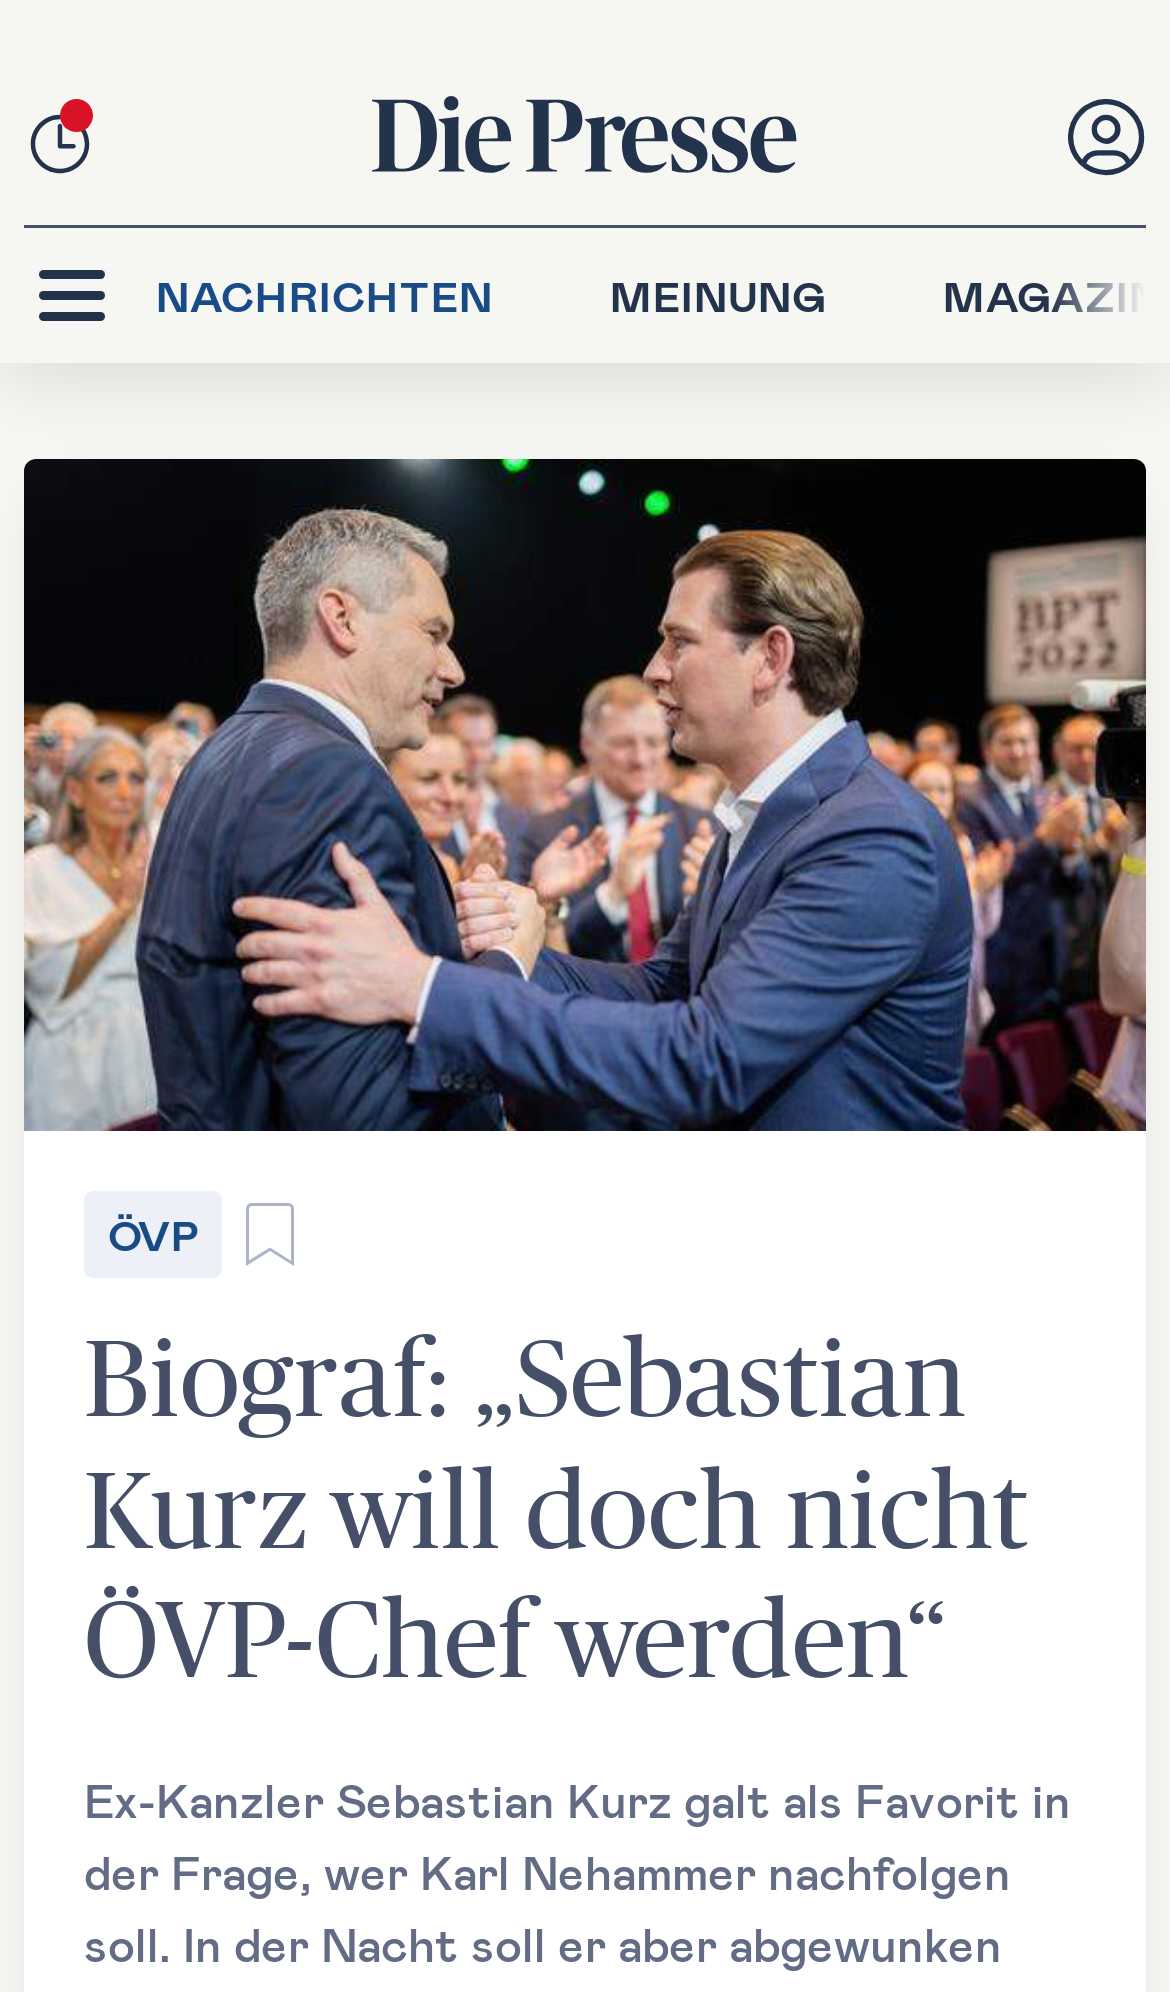 Die Presse
NACHRICHTEN MEINUNG MAGAZIN
BPT
2022
ÖVP
Biograf: „Sebastian
Kurz will doch nicht
ÖVP-Chef werden“
Ex-Kanzler Sebastian Kurz galt als Favorit in
der Frage, wer Karl Nehammer nachfolgen
soll. In der Nacht soll er aber abgewunken